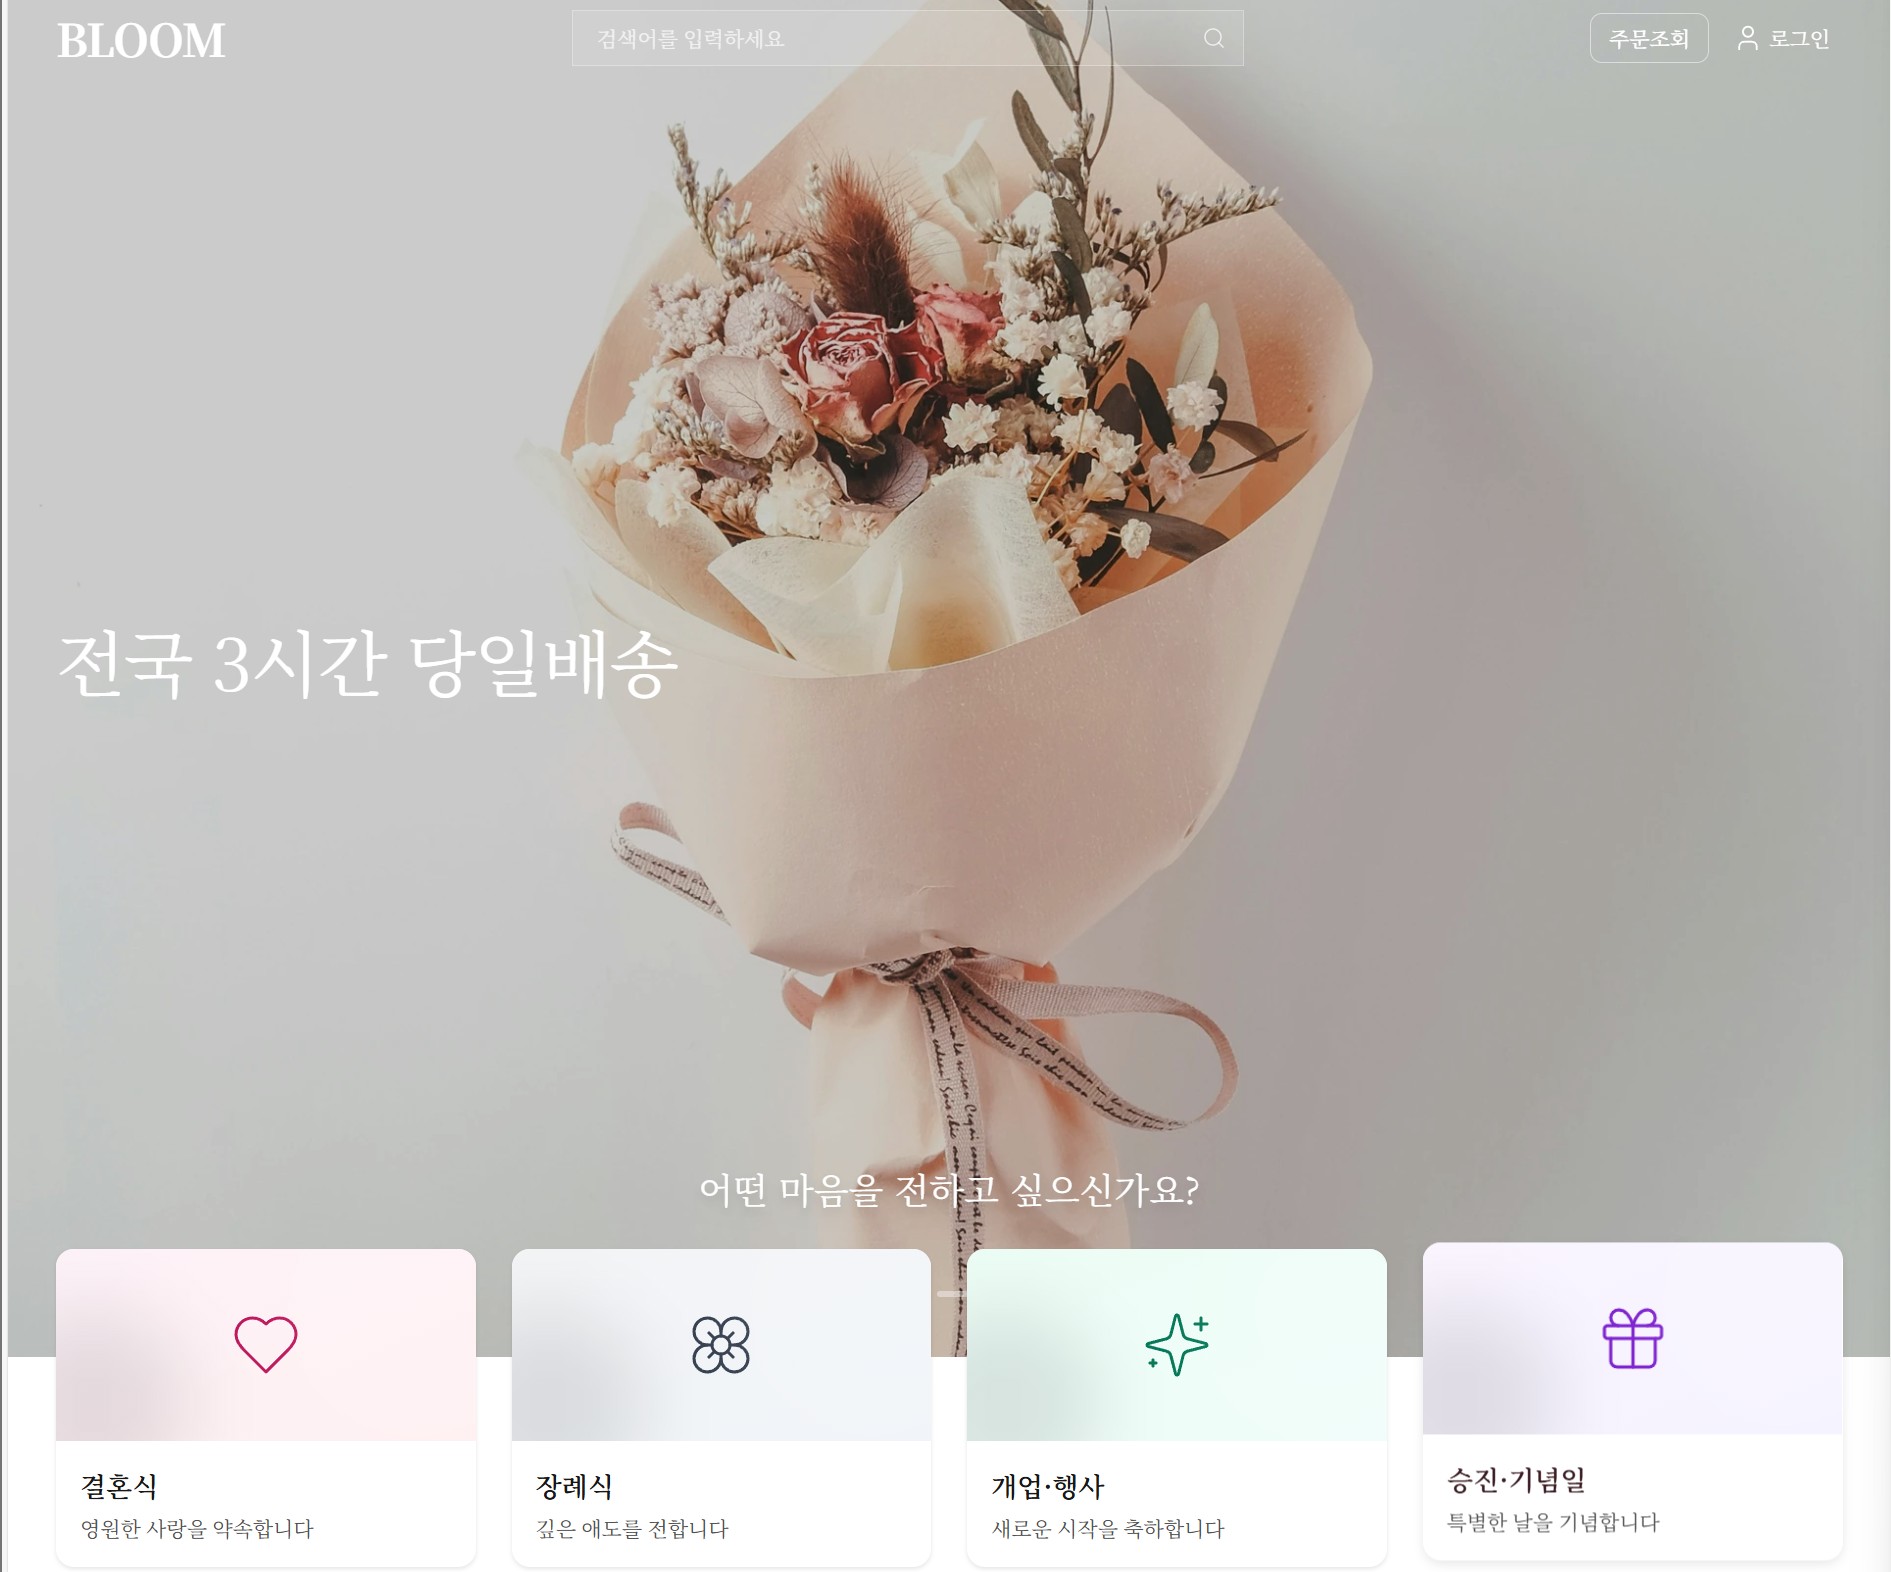 BLOOM
검색어를 입력하세요
주문조회
로그인
전국 3시간 당일배송
어떤 마음을 전하고 싶으신가요?
결혼식
영원한 사랑을 약속합니다
장례식
깊은 애도를 전합니다
개업·행사
새로운 시작을 축하합니다
승진·기념일
특별한 날을 기념합니다